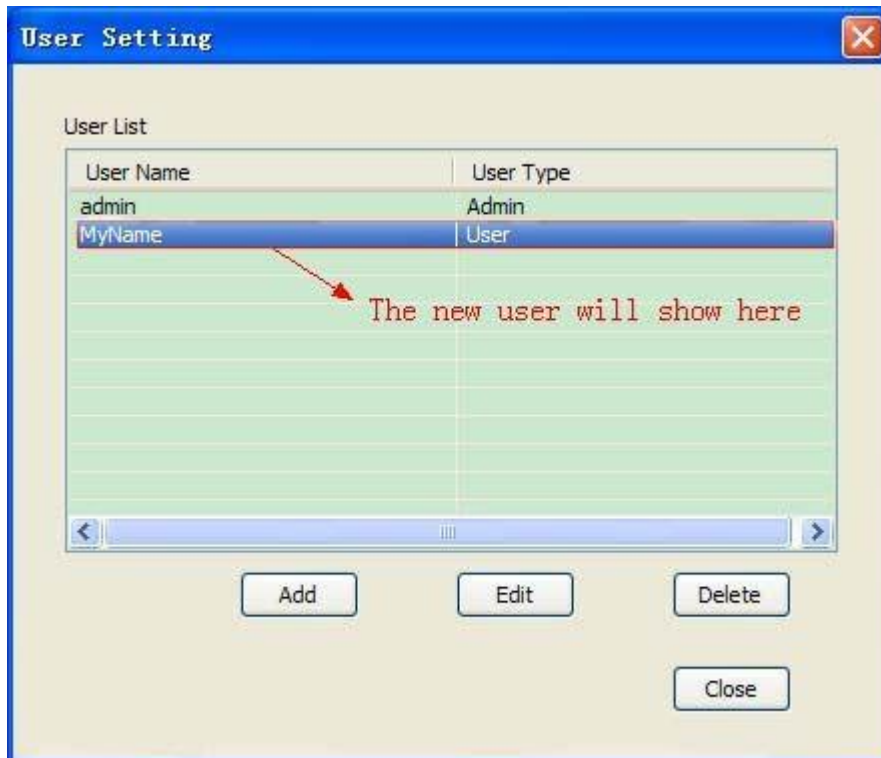 User Setting
User List
User Name User Type
admin Admin
MyName User
The new user will show here
Add Edit Delete
Close